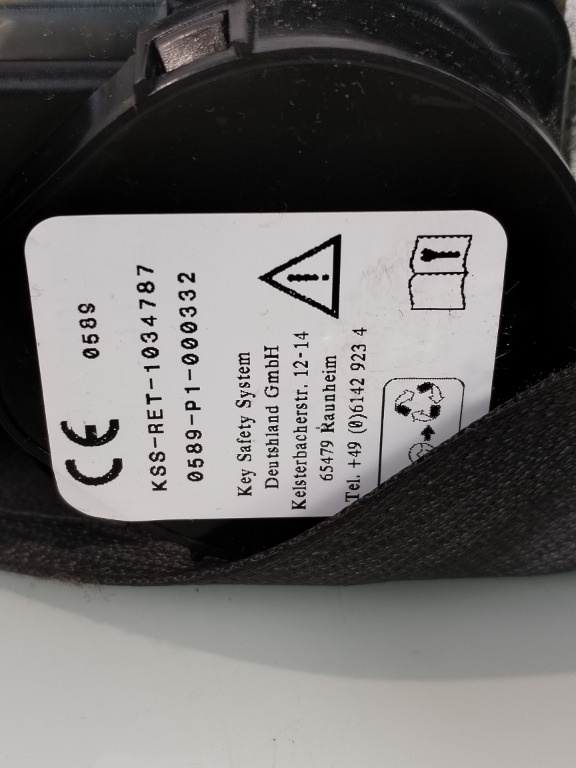 CE 0589
KSS-RET-1034787
0589-P1-000332
Key Safety System
Deutshland GmbH
Kelsterbacherstr. 12-14
65479 Raunheim
Tel. +49 (0)6142 923 4